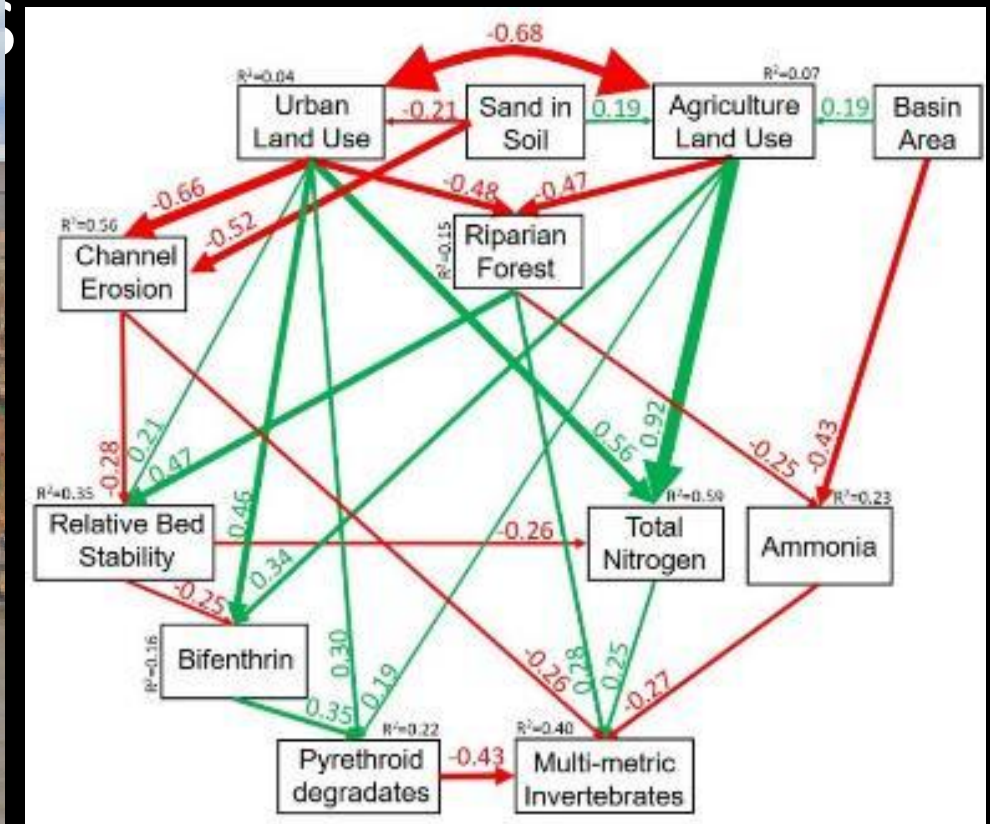 S
-0.68
R²=0.04
R²=0.07
Urban
Land Use
-0.21
Sand in
Soil
0.19
Agriculture
Land Use
0.19
Basin
Area
-0.66
-0.52
-0.48
-0.47
R²=0.56
Channel
Erosion
R²=0.15
Riparian
Forest
-0.28
0.21
0.47
0.46
0.34
0.56
0.92
-0.25
-0.43
R²=0.35
Relative Bed
Stability
-0.26
R²=0.59
Total
Nitrogen
R²=0.23
Ammonia
-0.25
R²=0.16
Bifenthrin
0.30
0.19
-0.26
0.28
0.25
-0.27
0.35
R²=0.22
Pyrethroid
degradates
-0.43
R²=0.40
Multi-metric
Invertebrates